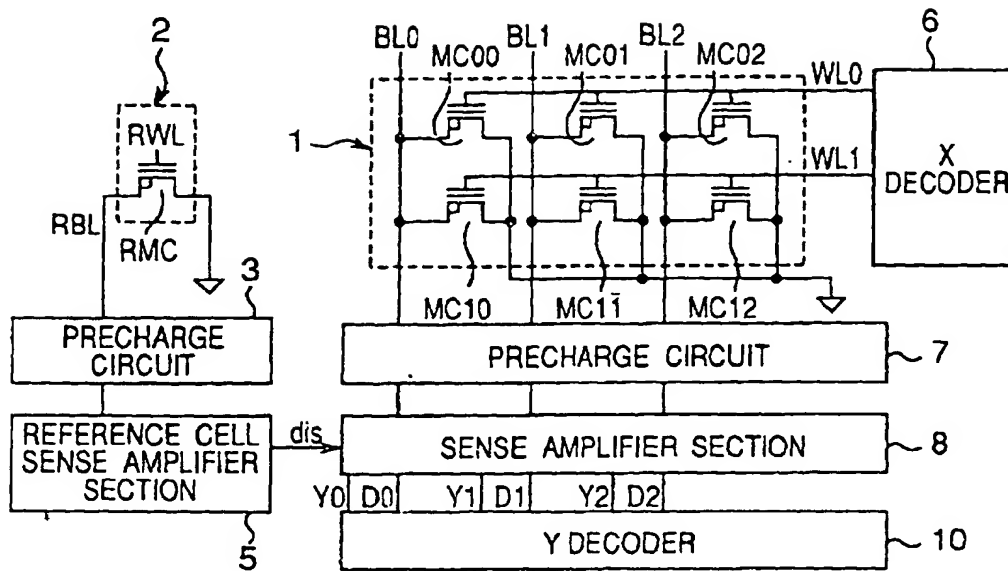 2
BL0 BL1 BL2 6
MC00 MC01 MC02
WL0
1
RWL
WL1
X
DECODER
RBL
RMC
3
MC10 MC11 MC12
PRECHARGE
CIRCUIT
PRECHARGE CIRCUIT
7
REFERENCE CELL
SENSE AMPLIFIER
SECTION
dis
SENSE AMPLIFIER SECTION
8
Y0 D0 Y1 D1 Y2 D2
5
Y DECODER
10